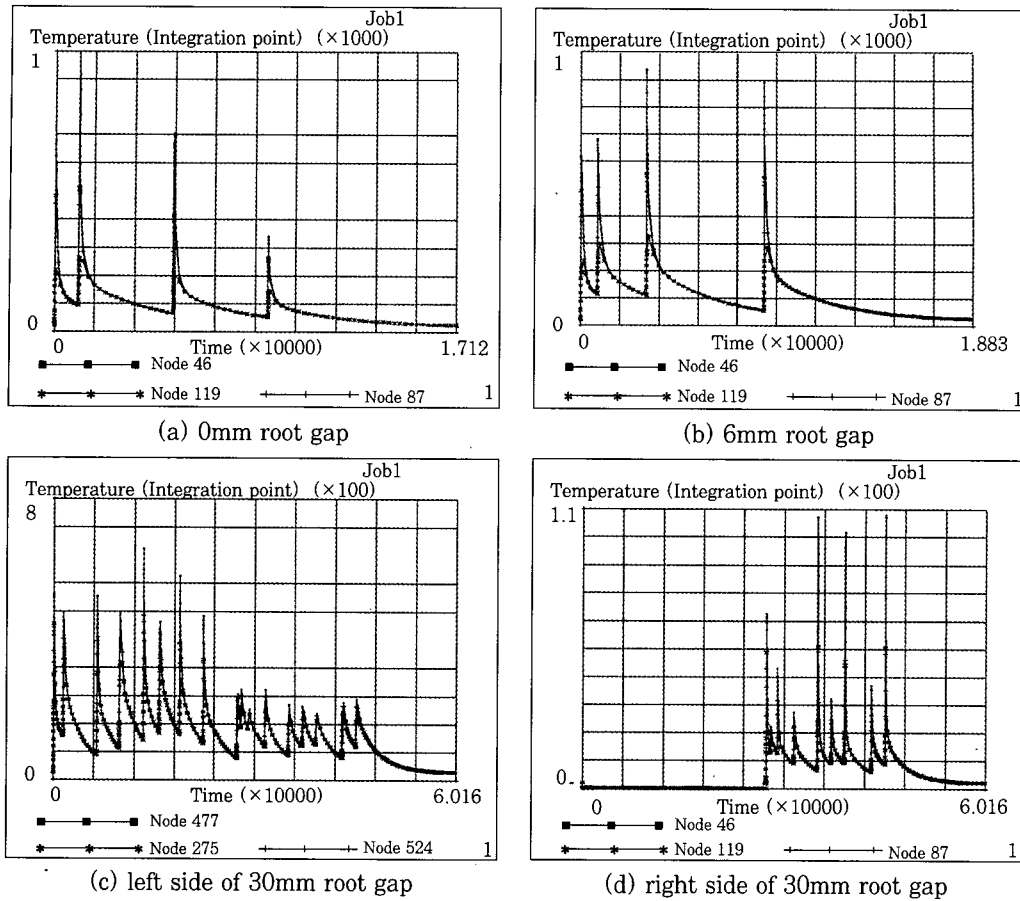 Job1
Temperature (Integration point) (×1000)
1
0
0 Time (×10000) 1.712
Node 46
Node 119 Node 87 1
(a) 0mm root gap
Job1
Temperature (Integration point) (×1000)
1
0
0 Time (×10000) 1.883
Node 46
Node 119 Node 87 1
(b) 6mm root gap
Job1
Temperature (Integration point) (×100)
8
0
0 Time (×10000) 6.016
Node 477
Node 275 Node 524 1
(c) left side of 30mm root gap
Job1
Temperature (Integration point) (×100)
1.1
0.
0 Time (×10000) 6.016
Node 46
Node 119 Node 87 1
(d) right side of 30mm root gap